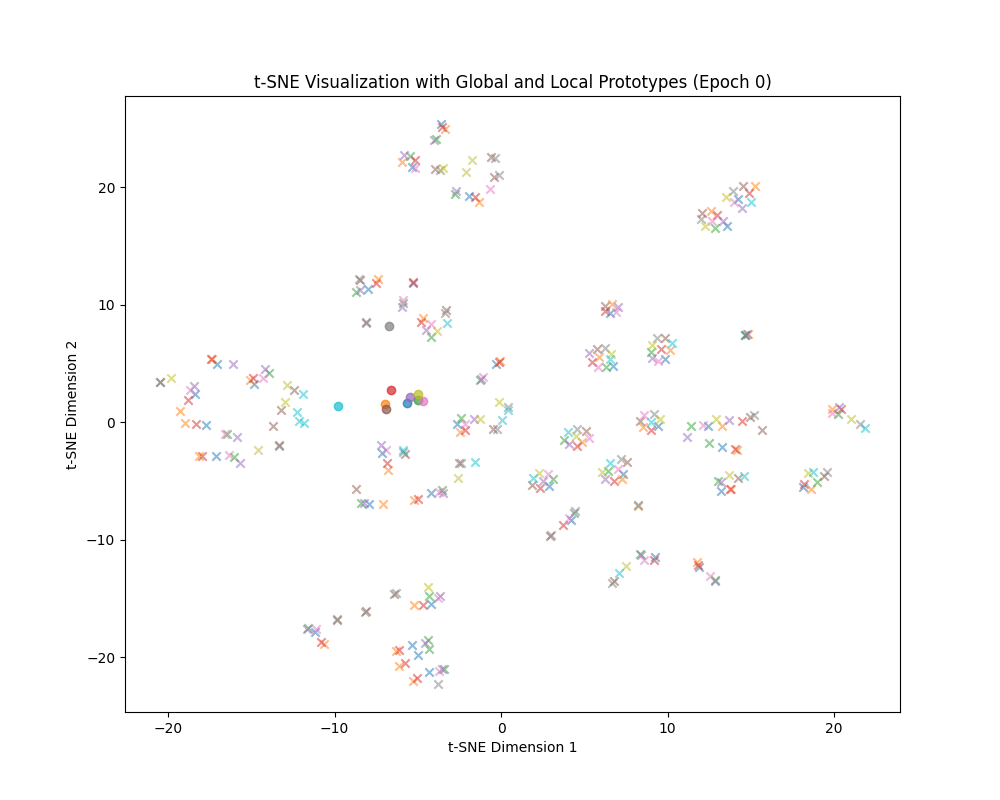 t-SNE Visualization with Global and Local Prototypes (Epoch 0)
20
10
0
−10
−20
t-SNE Dimension 2
−20 −10 0 10 20
t-SNE Dimension 1